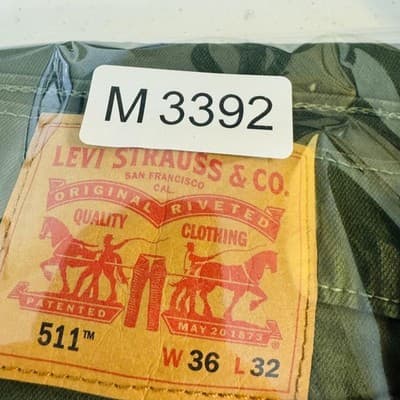 M 3392
LEVI STRAUSS & CO.
SAN FRANCISCO
CAL.
ORIGINAL RIVETED
QUALITY CLOTHING
PATENTED MAY 20 1873
511™
W 36 L 32